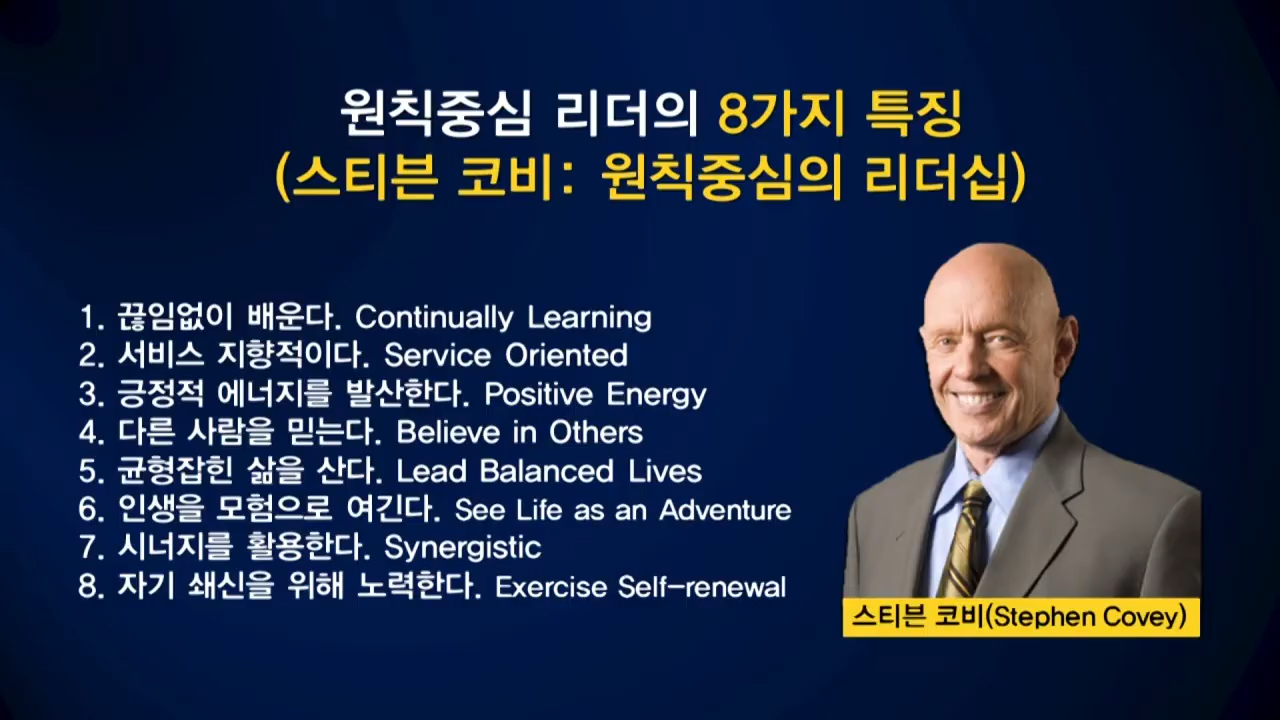 원칙중심 리더의 8가지 특징
(스티븐 코비: 원칙중심의 리더십)
1. 끊임없이 배운다. Continually Learning
2. 서비스 지향적이다. Service Oriented
3. 긍정적 에너지를 발산한다. Positive Energy
4. 다른 사람을 믿는다. Believe in Others
5. 균형잡힌 삶을 산다. Lead Balanced Lives
6. 인생을 모험으로 여긴다. See Life as an Adventure
7. 시너지를 활용한다. Synergistic
8. 자기 쇄신을 위해 노력한다. Exercise Self-renewal
스티븐 코비(Stephen Covey)